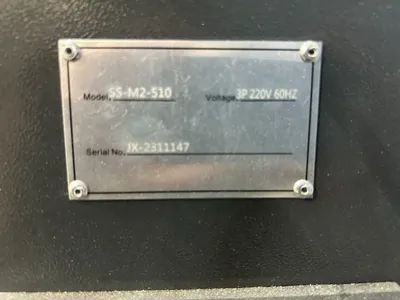 Model: SS-M2-510 Voltage: 3P 220V 60HZ
Serial No. JX-2311147